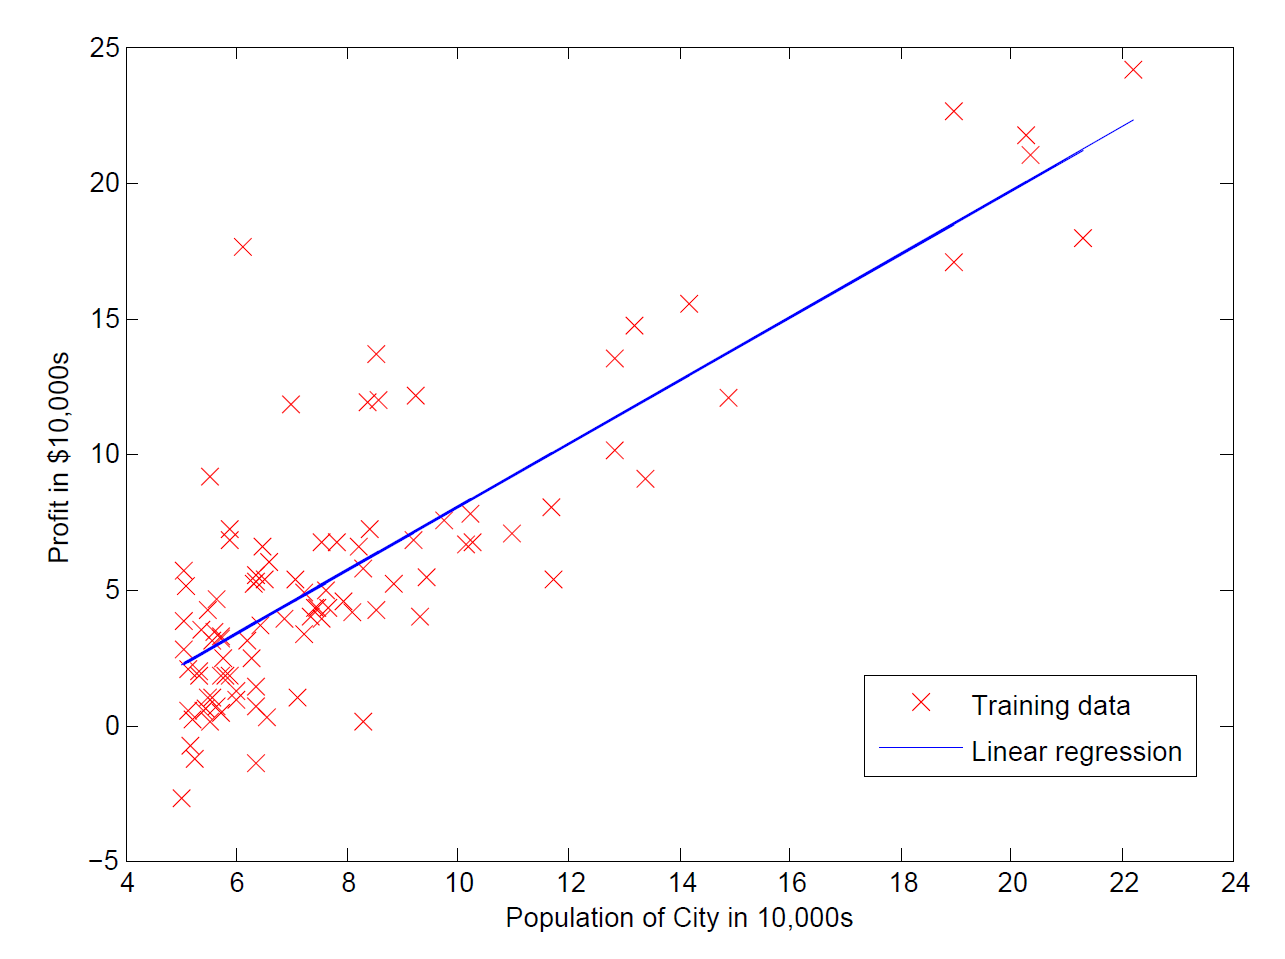 25
20
15
10
5
0
−5
4 6 8 10 12 14 16 18 20 22 24
Population of City in 10,000s
Profit in $10,000s
Training data
Linear regression